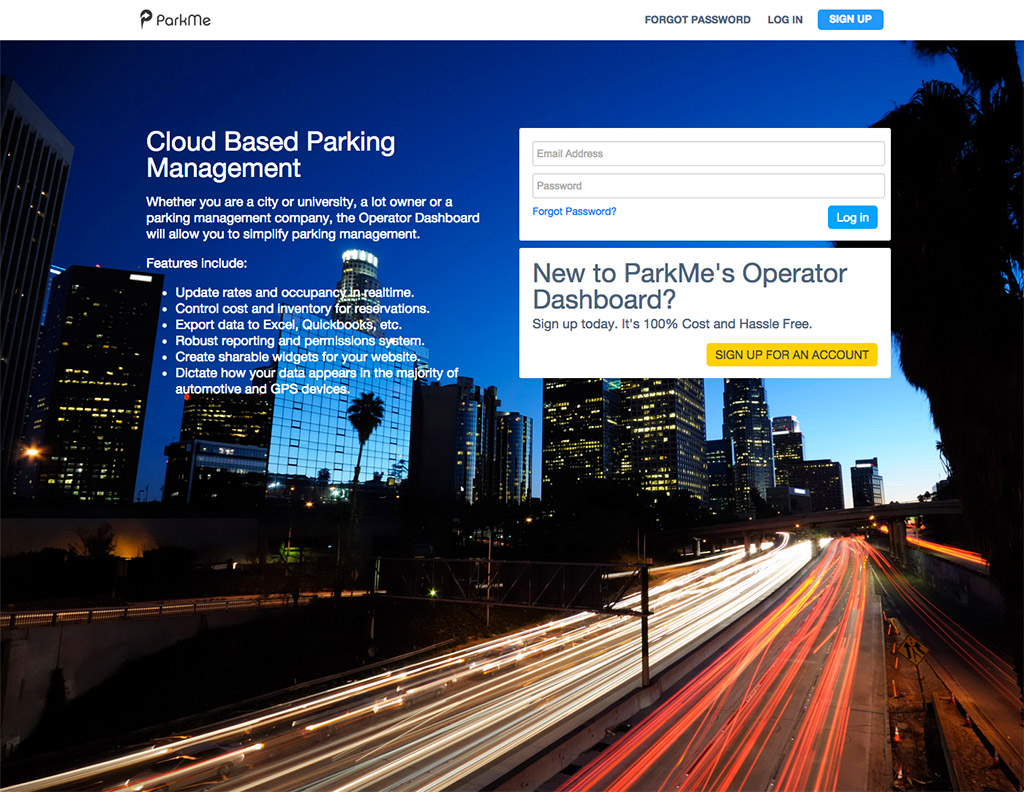 ParkMe
FORGOT PASSWORD
LOG IN
SIGN UP
Cloud Based Parking
Management
Whether you are a city or university, a lot owner or a
parking management company, the Operator Dashboard
will allow you to simplify parking management.
Features include:
• Update rates and occupancy in realtime.
• Control cost and inventory for reservations.
• Export data to Excel, Quickbooks, etc.
• Robust reporting and permissions system.
• Create sharable widgets for your website.
• Dictate how your data appears in the majority of
automotive and GPS devices.
Email Address
Password
Forgot Password?
Log in
New to ParkMe's Operator
Dashboard?
Sign up today. It's 100% Cost and Hassle Free.
SIGN UP FOR AN ACCOUNT